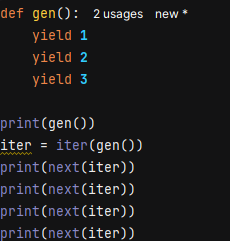 def gen(): 2 usages new *
    yield 1
    yield 2
    yield 3

print(gen())
iter = iter(gen())
print(next(iter))
print(next(iter))
print(next(iter))
print(next(iter))